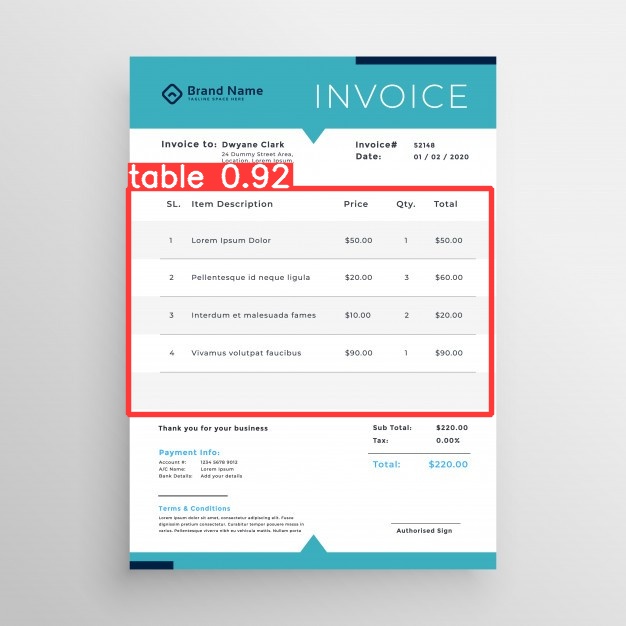 Brand Name
TAGLINE SPACE HERE
INVOICE
Invoice to: Dwyane Clark
24 Dummy Street Area,
Location, Lorem Ipsum,
Invoice# 52148
Date: 01 / 02 / 2020
table 0.92
SL. Item Description Price Qty. Total
1 Lorem Ipsum Dolor $50.00 1 $50.00
2 Pellentesque id neque ligula $20.00 3 $60.00
3 Interdum et malesuada fames $10.00 2 $20.00
4 Vivamus volutpat faucibus $90.00 1 $90.00
Thank you for your business
Sub Total: $220.00
Tax: 0.00%
Total: $220.00
Payment Info:
Account #: 1234 5678 9012
A/C Name: Lorem Ipsum
Bank Details: Add your details
Terms & Conditions
Lorem ipsum dolor sit amet, consectetur adipiscing elit. Fusce
dignissim pretium consectetur. Curabitur tempor posuere massa in
varius. Pellentesque viverra nibh eu vehicula mattis. Nullam porta
Authorised Sign